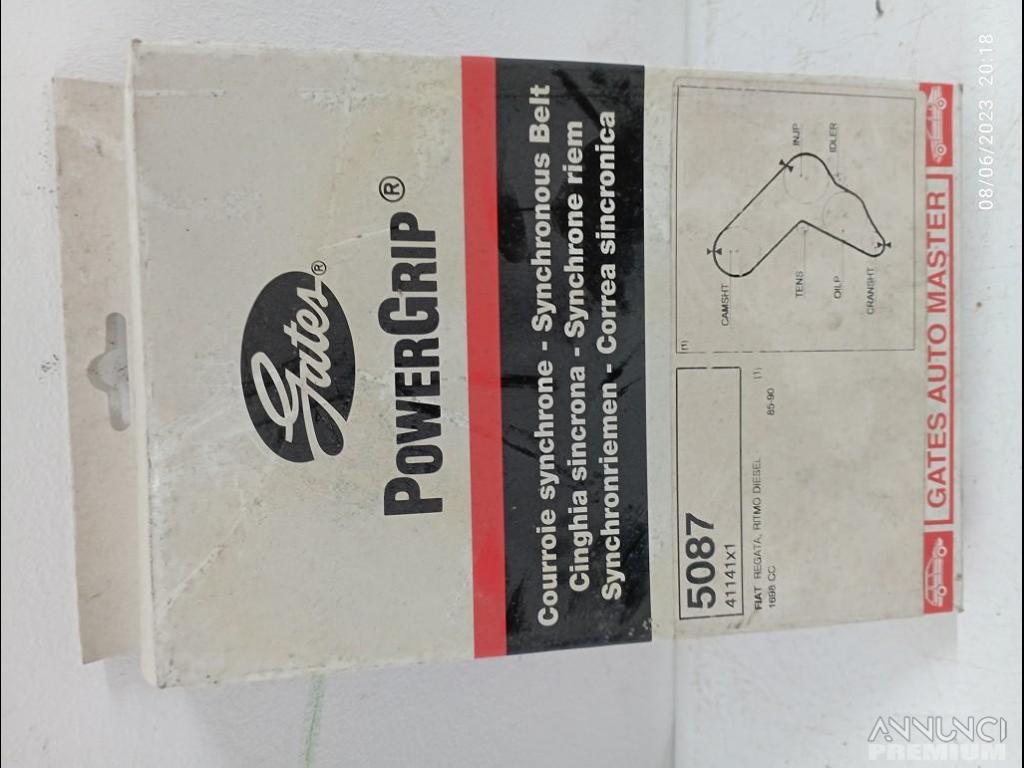 Gates®
POWERGRIP®
Courroie synchrone - Synchronous Belt
Cinghia sincrona - Synchrone riem
Synchronriemen - Correa sincronica
5087
41141x1
FIAT REGATA, RITMO DIESEL
1698 CC 85-90 (1)
(1)
CAMSHT
INJP
IDLER
TENS
OILP
CRANSHT
GATES AUTO MASTER
08/06/2023 20:18
ANNUNCI
PREMIUM